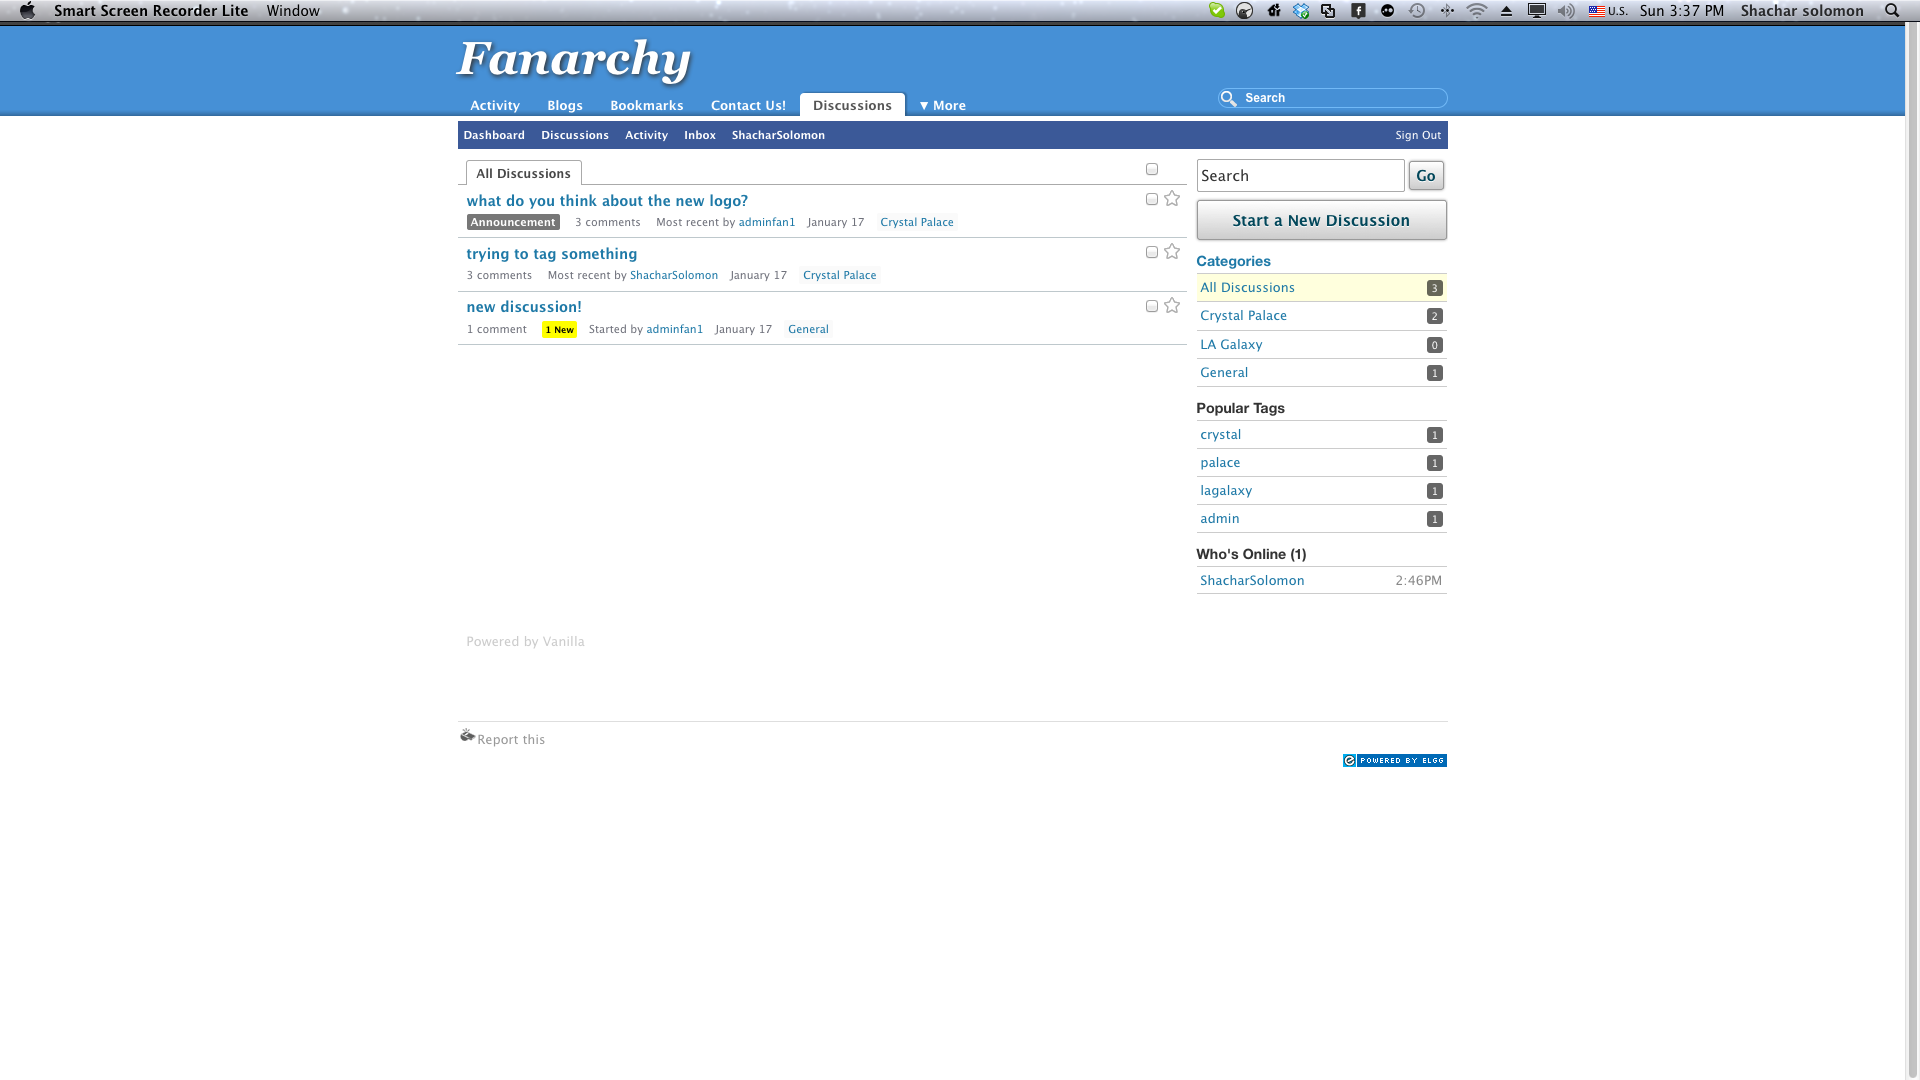 Smart Screen Recorder Lite Window U.S. Sun 3:37 PM Shachar solomon
Fanarchy
Activity Blogs Bookmarks Contact Us! Discussions ▼ More Search
Dashboard Discussions Activity Inbox ShacharSolomon Sign Out
All Discussions
what do you think about the new logo?
Announcement 3 comments Most recent by adminfan1 January 17 Crystal Palace
trying to tag something
3 comments Most recent by ShacharSolomon January 17 Crystal Palace
new discussion!
1 comment 1 New Started by adminfan1 January 17 General
Search Go
Start a New Discussion
Categories
All Discussions 3
Crystal Palace 2
LA Galaxy 0
General 1
Popular Tags
crystal 1
palace 1
lagalaxy 1
admin 1
Who's Online (1)
ShacharSolomon 2:46PM
Powered by Vanilla
Report this
POWERED BY ELGG